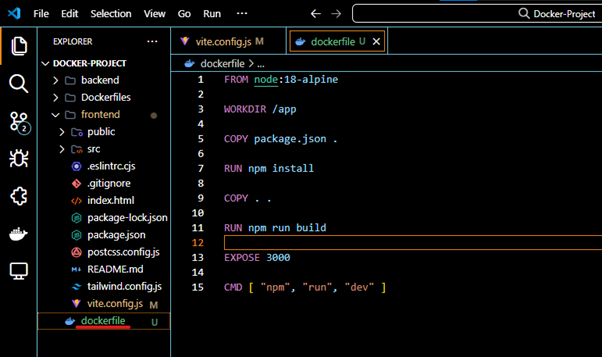 File Edit Selection View Go Run ··· Docker-Project
EXPLORER ···
DOCKER-PROJECT
backend
Dockerfiles
frontend
public
src
.eslintrc.cjs
.gitignore
index.html
package-lock.json
package.json
postcss.config.js
README.md
tailwind.config.js
vite.config.js M
dockerfile U
2
vite.config.js M dockerfile U
dockerfile > ...
1 FROM node:18-alpine
2
3 WORKDIR /app
4
5 COPY package.json .
6
7 RUN npm install
8
9 COPY . .
10
11 RUN npm run build
12
13 EXPOSE 3000
14
15 CMD [ "npm", "run", "dev" ]